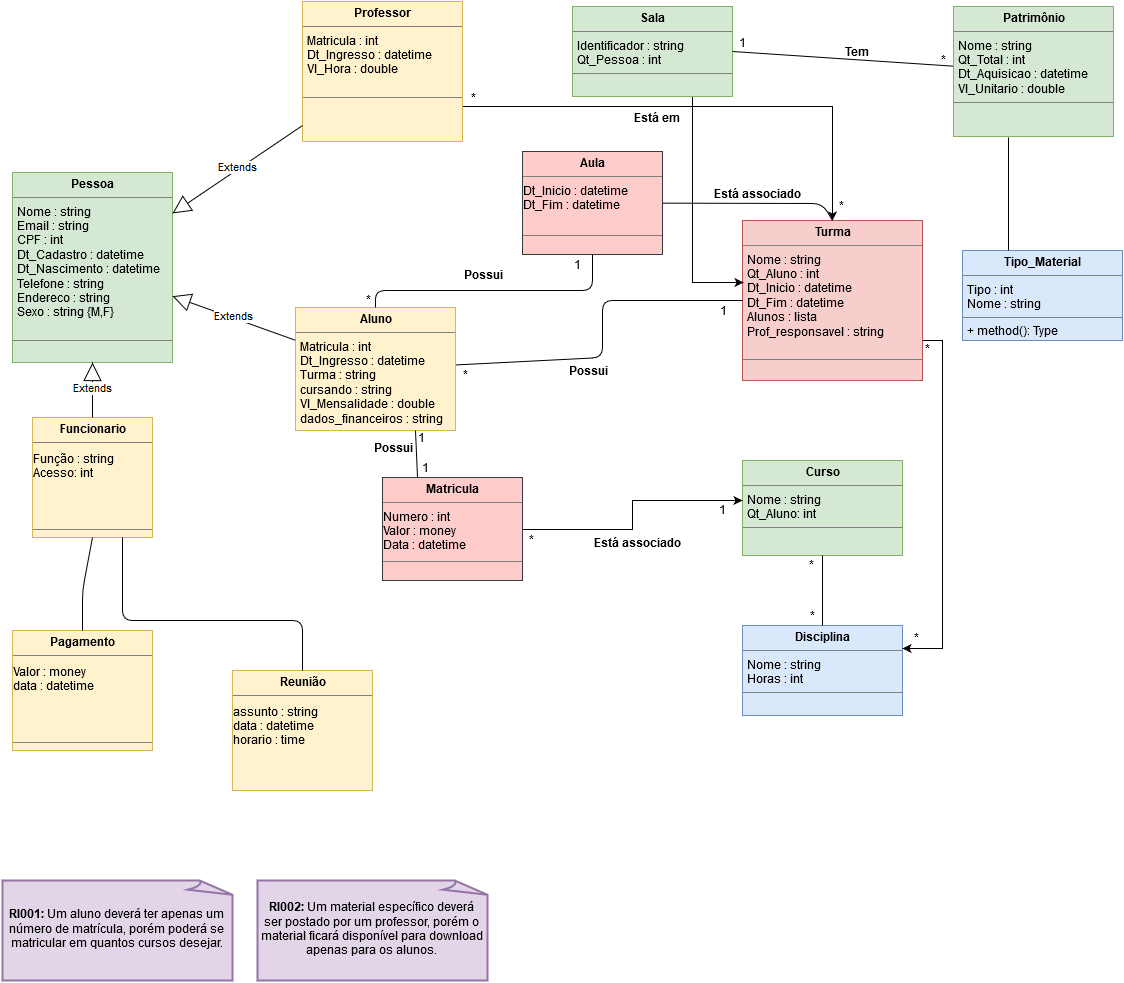 Professor
Matricula : int
Dt_Ingresso : datetime
Vl_Hora : double
*
Sala
Identificador : string
Qt_Pessoa : int
1
Tem
*
Patrimônio
Nome : string
Qt_Total : int
Dt_Aquisicao : datetime
Vl_Unitario : double
Está em
Extends
Aula
Dt_Inicio : datetime
Dt_Fim : datetime
Está associado
*
1
Possui
*
Pessoa
Nome : string
Email : string
CPF : int
Dt_Cadastro : datetime
Dt_Nascimento : datetime
Telefone : string
Endereco : string
Sexo : string {M,F}
Extends
Extends
Turma
Nome : string
Qt_Aluno : int
Dt_Inicio : datetime
Dt_Fim : datetime
Alunos : lista
Prof_responsavel : string
1
*
Tipo_Material
Tipo : int
Nome : string
+ method(): Type
Aluno
Matricula : int
Dt_Ingresso : datetime
Turma : string
cursando : string
Vl_Mensalidade : double
dados_financeiros : string
*
Possui
Funcionario
Função : string
Acesso: int
1
Possui
1
Matricula
Numero : int
Valor : money
Data : datetime
*
Está associado
1
Curso
Nome : string
Qt_Aluno: int
*
*
*
Disciplina
Nome : string
Horas : int
Pagamento
Valor : money
data : datetime
Reunião
assunto : string
data : datetime
horario : time
RI001: Um aluno deverá ter apenas um
número de matrícula, porém poderá se
matricular em quantos cursos desejar.
RI002: Um material específico deverá
ser postado por um professor, porém o
material ficará disponível para download
apenas para os alunos.